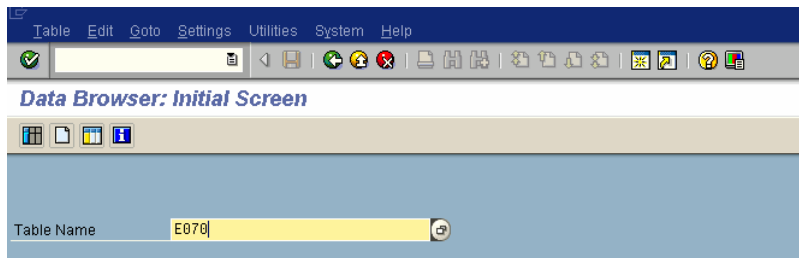 Table Edit Goto Settings Utilities System Help
Data Browser: Initial Screen
Table Name E070